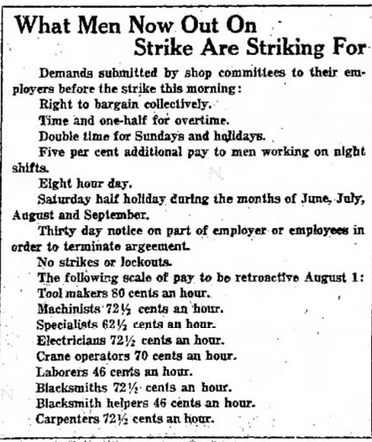 What Men Now Out On
Strike Are Striking For
Demands submitted by shop committees to their em-
ployers before the strike this morning:
Right to bargain collectively.
Time and one-half for overtime.
Double time for Sundays and holidays.
Five per cent additional pay to men working on night
shifts.
Eight hour day.
Saturday half holiday during the months of June, July,
August and September.
Thirty day notice on part of employer or employees in
order to terminate argeement.
No strikes or lockouts.
The following scale of pay to be retroactive August 1:
Tool makers 80 cents an hour.
Machinists 72½ cents an hour.
Specialists 62½ cents an hour.
Electricians 72½ cents an hour.
Crane operators 70 cents an hour.
Laborers 46 cents an hour.
Blacksmiths 72½ cents an hour.
Blacksmith helpers 46 cents an hour.
Carpenters 72½ cents an hour.